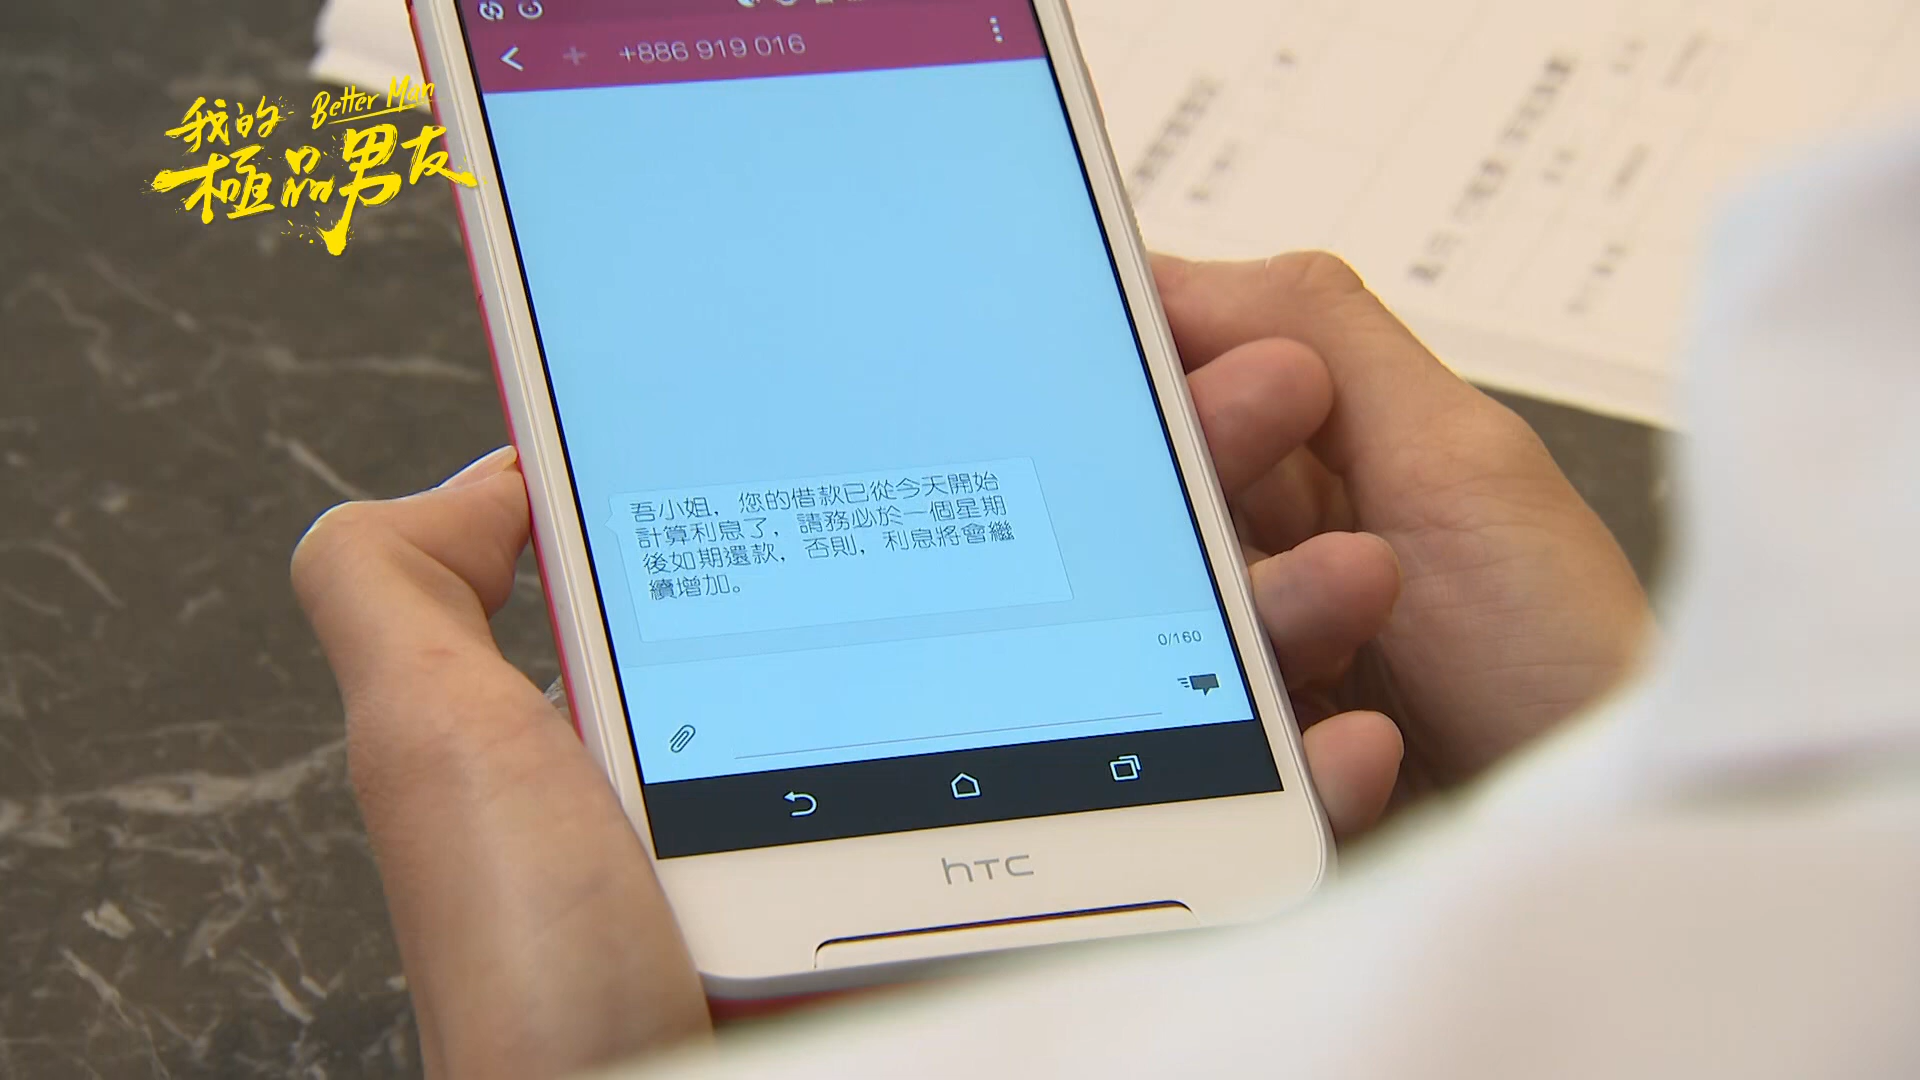 +886 919 016
Better Man
我的
極品男友
吾小姐，您的借款已從今天開始
計算利息了，請務必於一個星期
後如期還款，否則，利息將會繼
續增加。
0/160
hTC